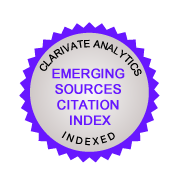 CLARIVATE ANALYTICS
EMERGING
SOURCES
CITATION
INDEX
INDEXED